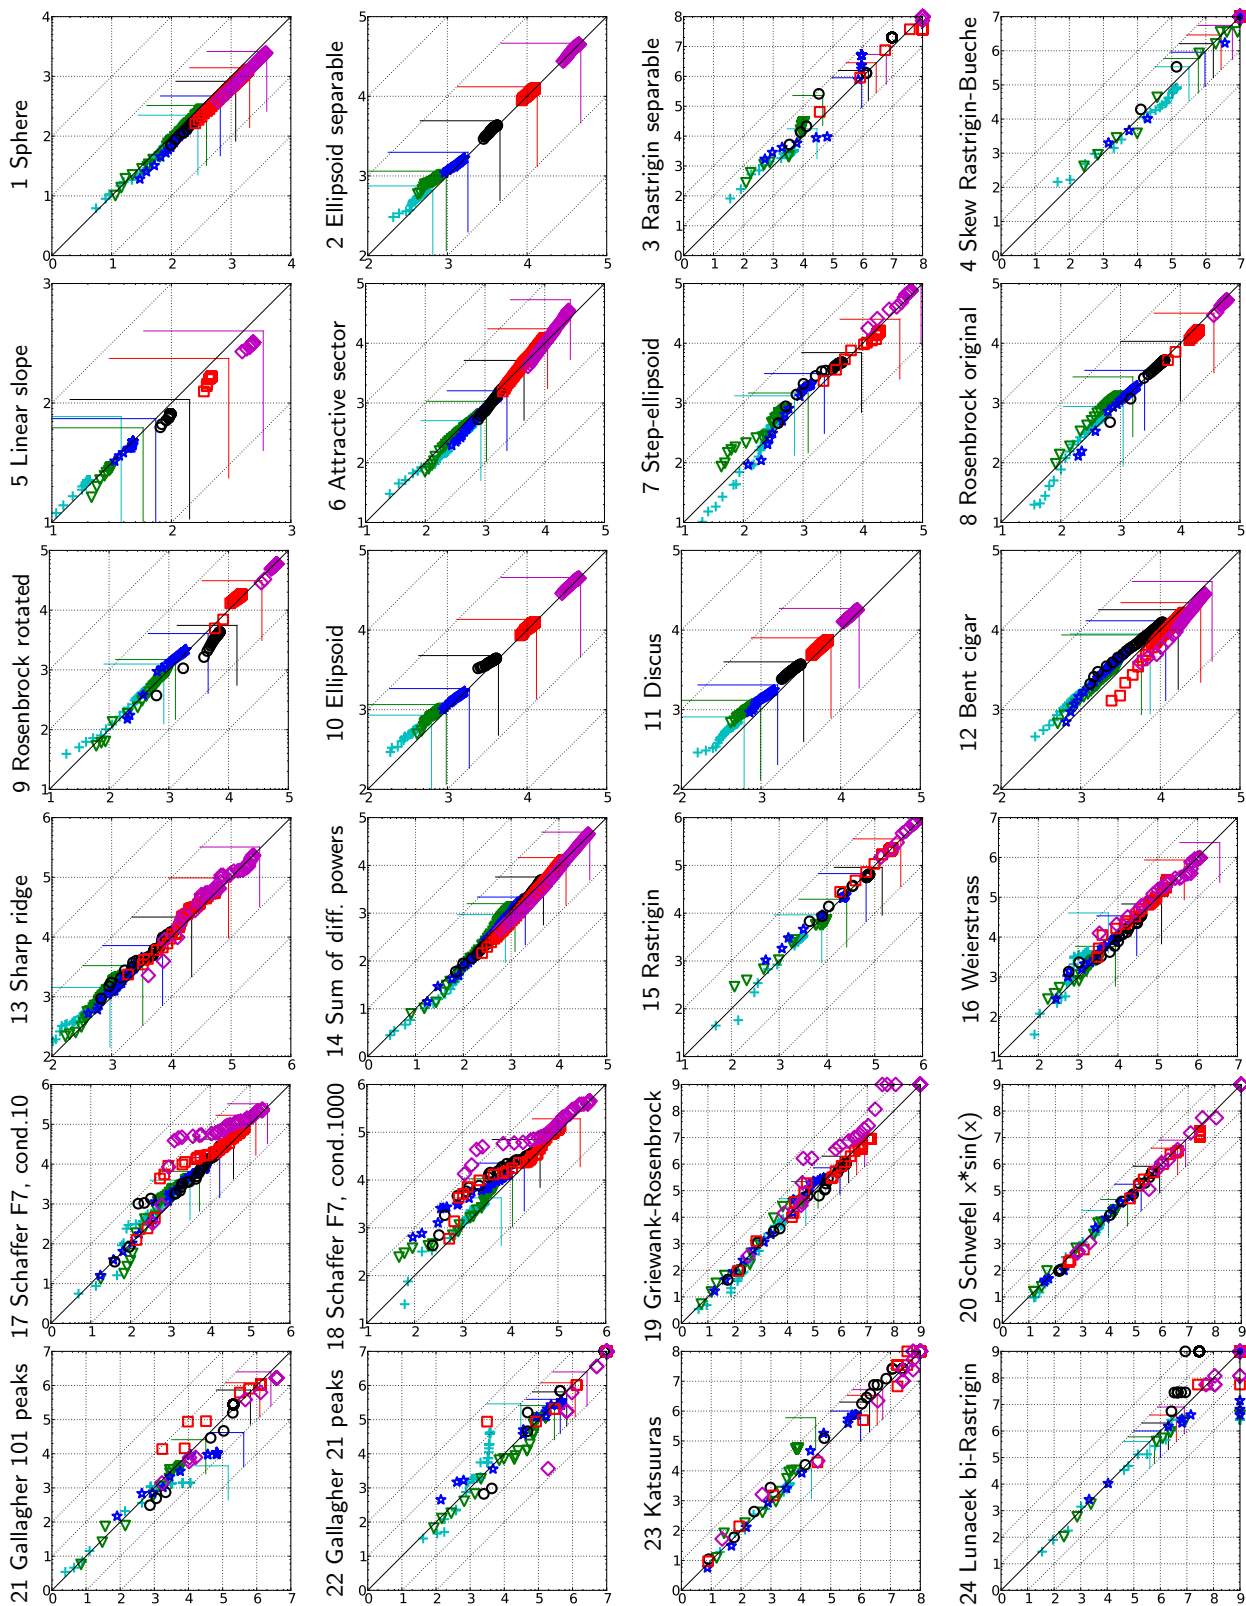 1 Sphere
2 Ellipsoid separable
3 Rastrigin separable
4 Skew Rastrigin-Bueche
5 Linear slope
6 Attractive sector
7 Step-ellipsoid
8 Rosenbrock original
9 Rosenbrock rotated
10 Ellipsoid
11 Discus
12 Bent cigar
13 Sharp ridge
14 Sum of diff. powers
15 Rastrigin
16 Weierstrass
17 Schaffer F7, cond.10
18 Schaffer F7, cond.1000
19 Griewank-Rosenbrock
20 Schwefel x*sin(x)
21 Gallagher 101 peaks
22 Gallagher 21 peaks
23 Katsuuras
24 Lunacek bi-Rastrigin